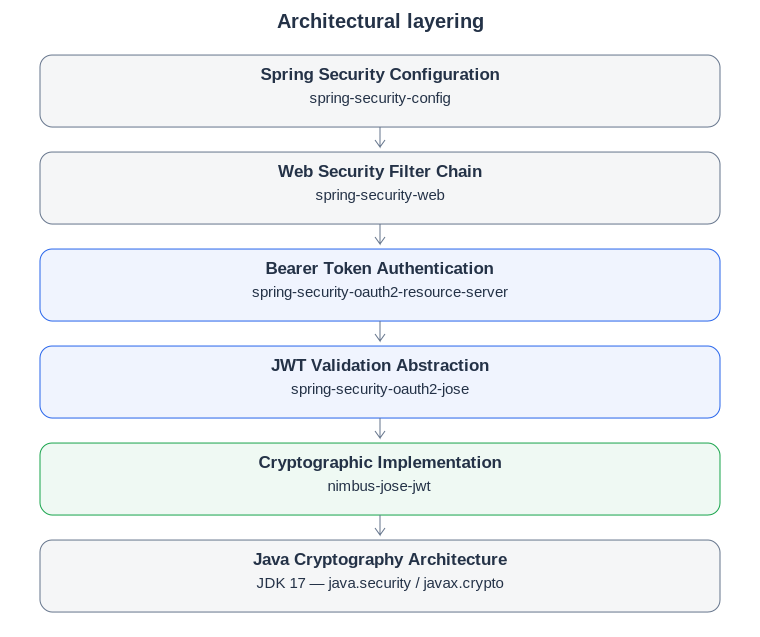 Architectural layering
Spring Security Configuration
spring-security-config
Web Security Filter Chain
spring-security-web
Bearer Token Authentication
spring-security-oauth2-resource-server
JWT Validation Abstraction
spring-security-oauth2-jose
Cryptographic Implementation
nimbus-jose-jwt
Java Cryptography Architecture
JDK 17 — java.security / javax.crypto